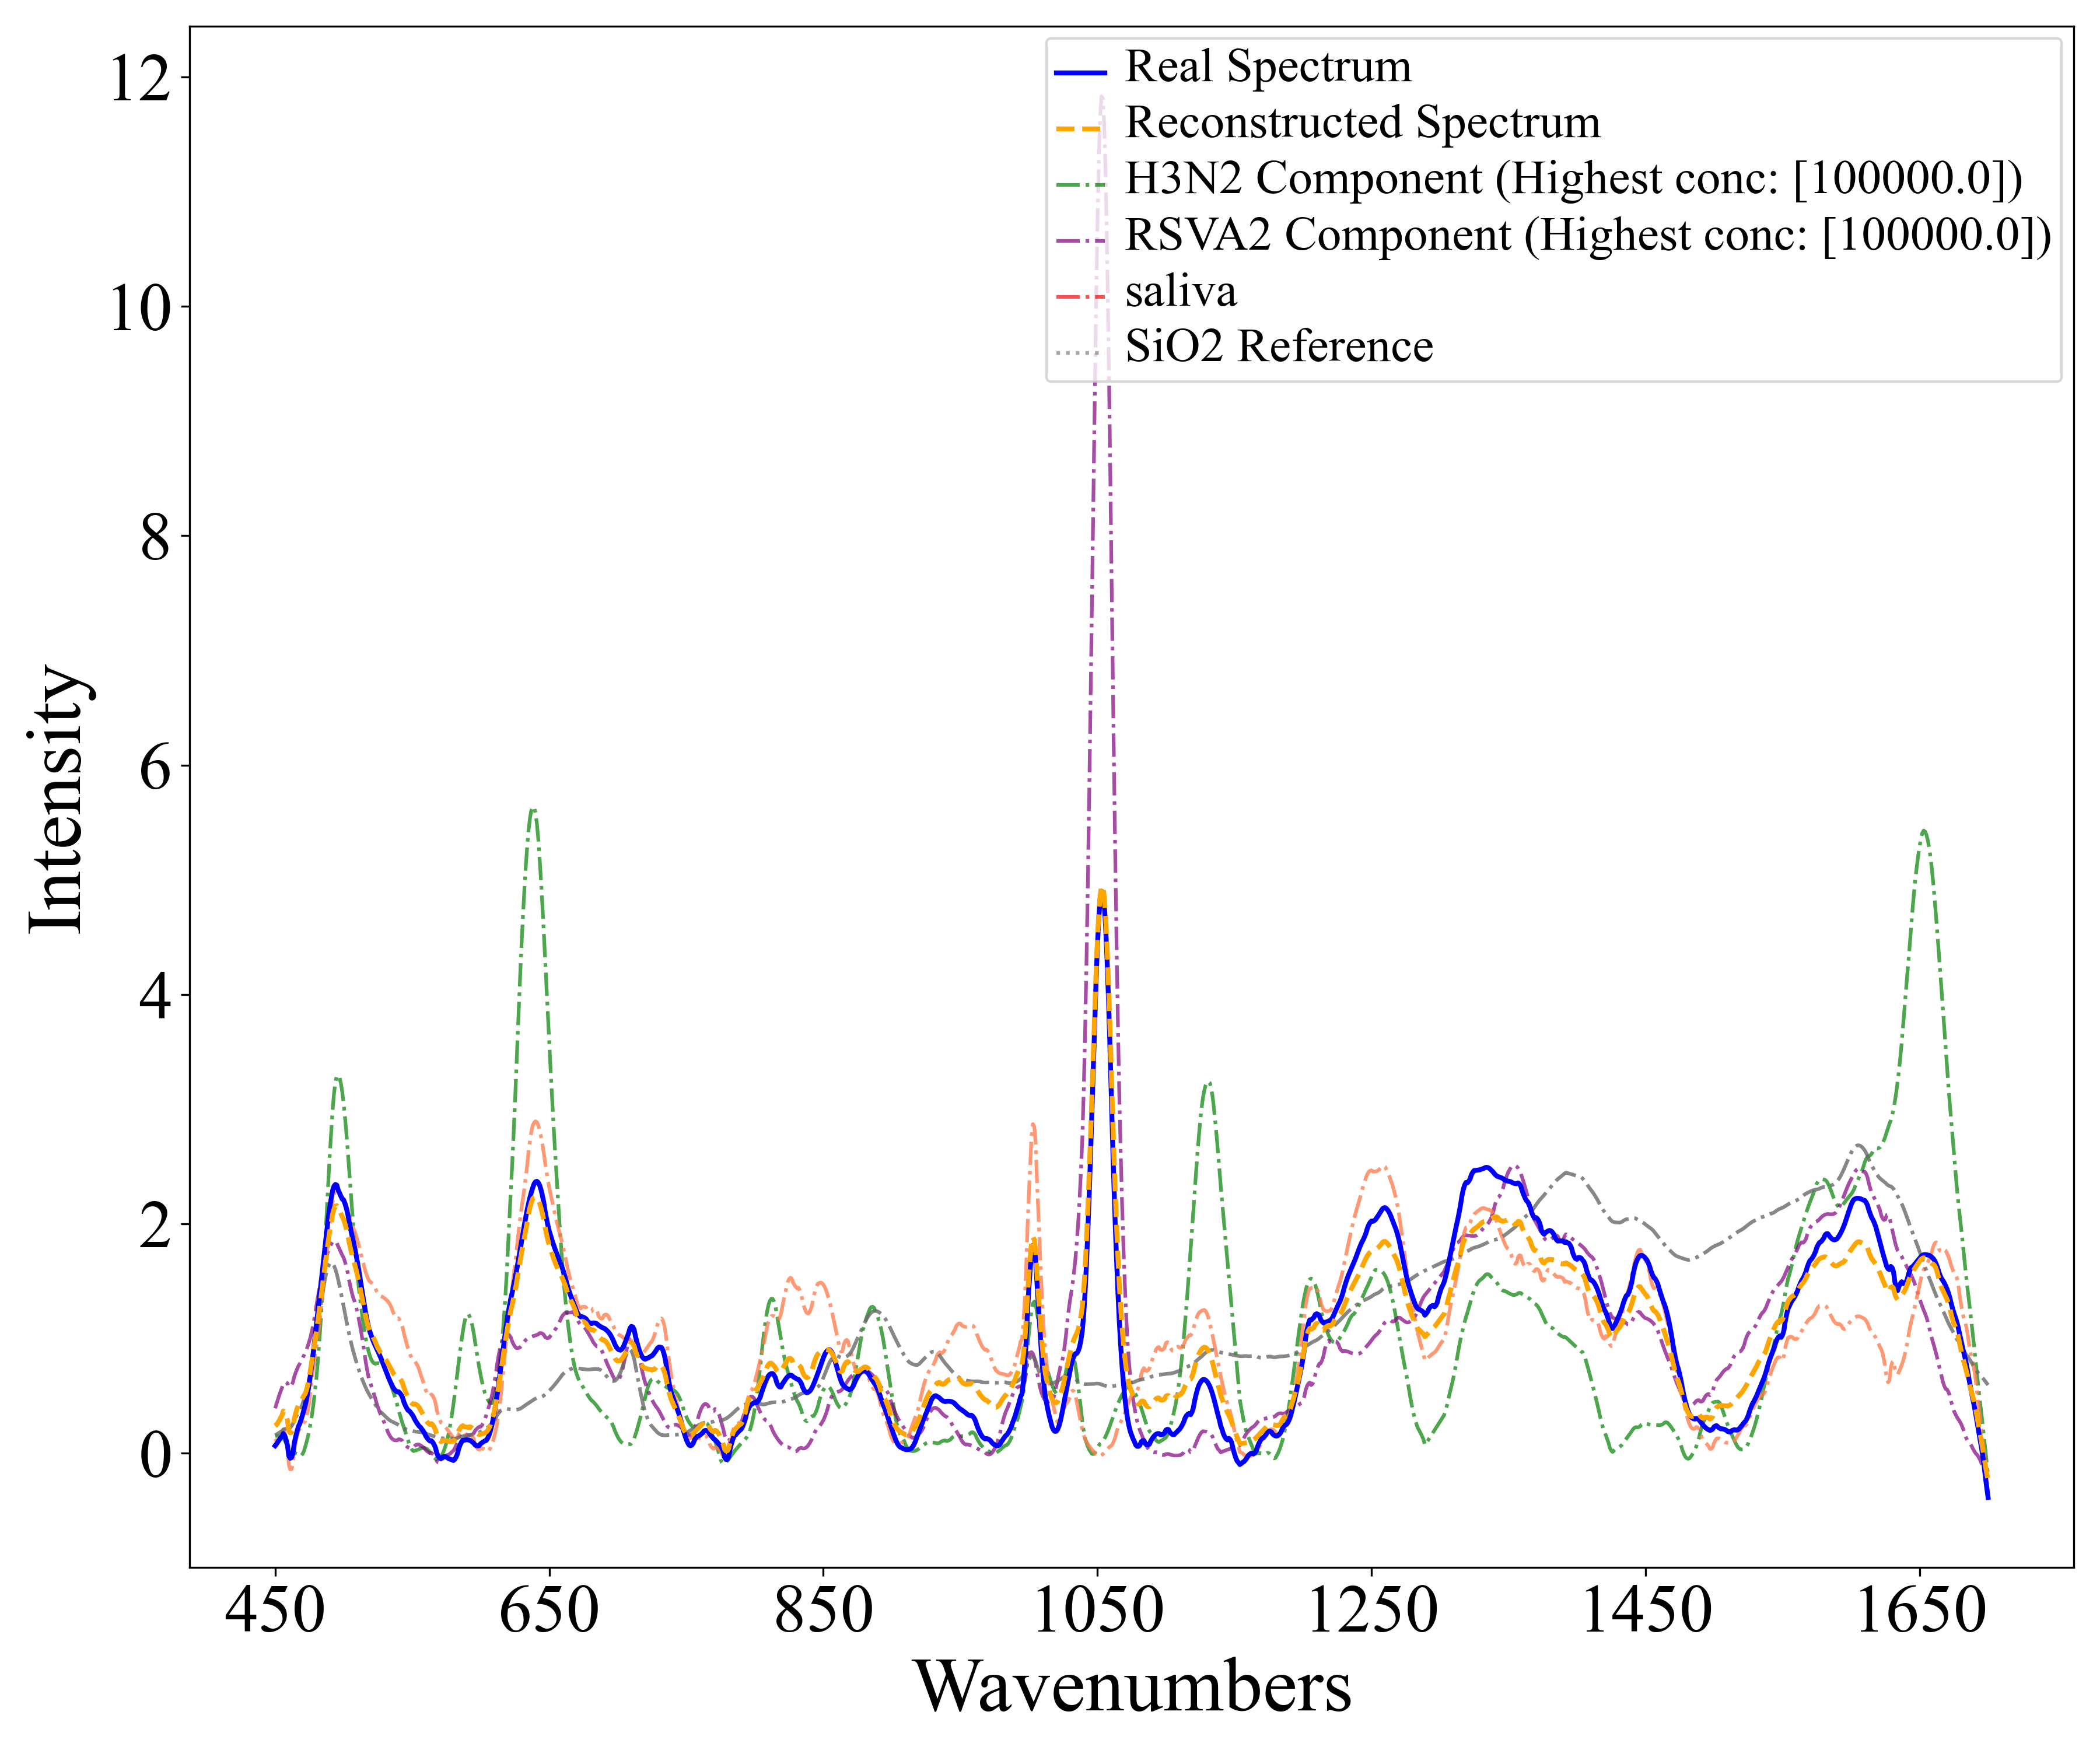 Real Spectrum
Reconstructed Spectrum
H3N2 Component (Highest conc: [100000.0])
RSVA2 Component (Highest conc: [100000.0])
saliva
SiO2 Reference
Intensity
12
10
8
6
4
2
0
450 650 850 1050 1250 1450 1650
Wavenumbers